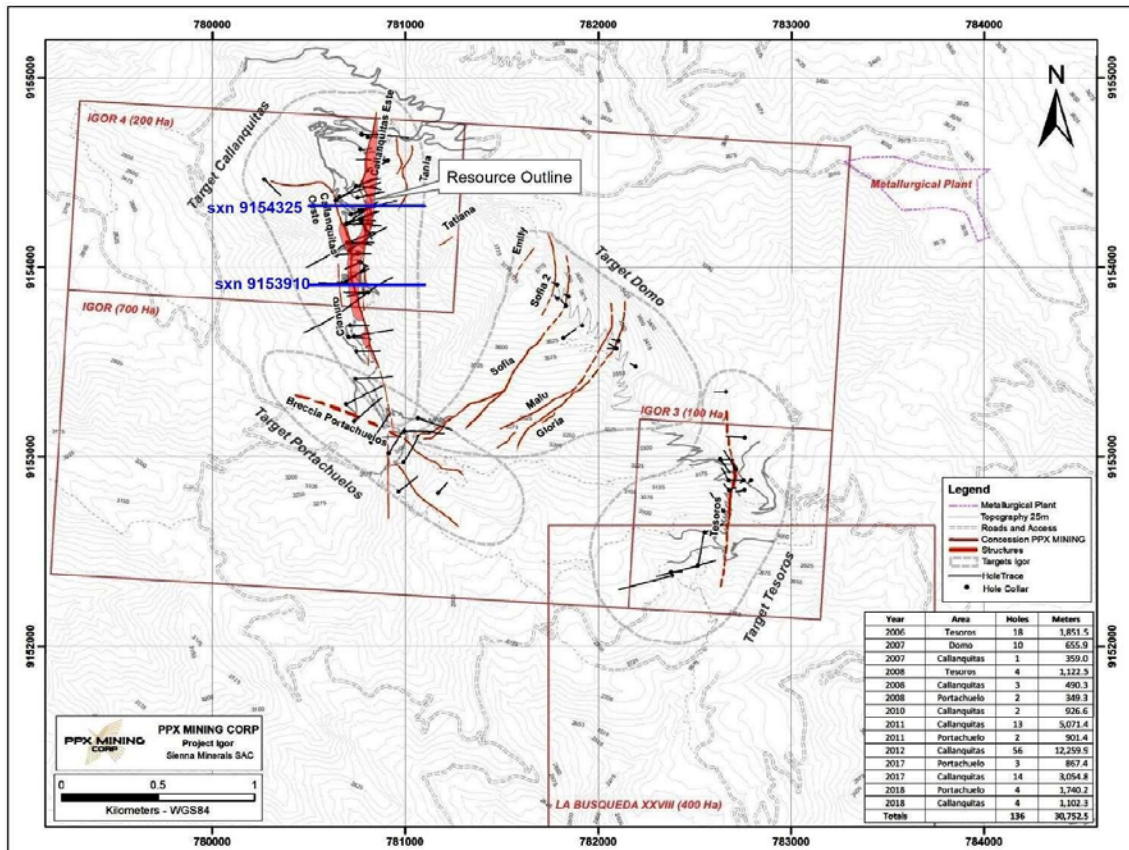 780000 781000 782000 783000 784000
9155000
9154000
9153000
9152000
N
IGOR 4 (200 Ha)
Target Callanquitas
Callanquitas Este
Tania
Resource Outline
Metallurgical Plant
sxn 9154325
Callanquitas Oeste
Tatiana
Emily
Target Domo
sxn 9153910
Sofia 2
IGOR (700 Ha)
Sofia
Malu
Gloria
IGOR 3 (100 Ha)
Breccia Portachuelos
Target Portachuelos
Tesoros
Target Tesoros
LA BUSQUEDA XXVIII (400 Ha)
Legend
Metallurgical Plant
Topography 25m
Roads and Access
Concession PPX MINING
Structures
Targets Igor
HoleTrace
Hole Collar
Year Area Holes Meters
2006 Tesoros 18 1,851.5
2007 Domo 10 655.9
2007 Callanquitas 1 359.0
2008 Tesoros 4 1,122.5
2008 Callanquitas 3 490.3
2008 Portachuelo 2 349.3
2010 Callanquitas 2 926.6
2011 Callanquitas 13 5,071.4
2011 Portachuelo 2 901.4
2012 Callanquitas 56 12,259.9
2017 Portachuelo 3 867.4
2017 Callanquitas 14 3,054.8
2018 Portachuelo 4 1,740.2
2018 Callanquitas 4 1,102.3
Totals 136 30,752.5
PPX MINING
CORP
PPX MINING CORP
Project Igor
Sienna Minerals SAC
0 0.5 1
Kilometers - WGS84
780000 781000 782000 783000 784000